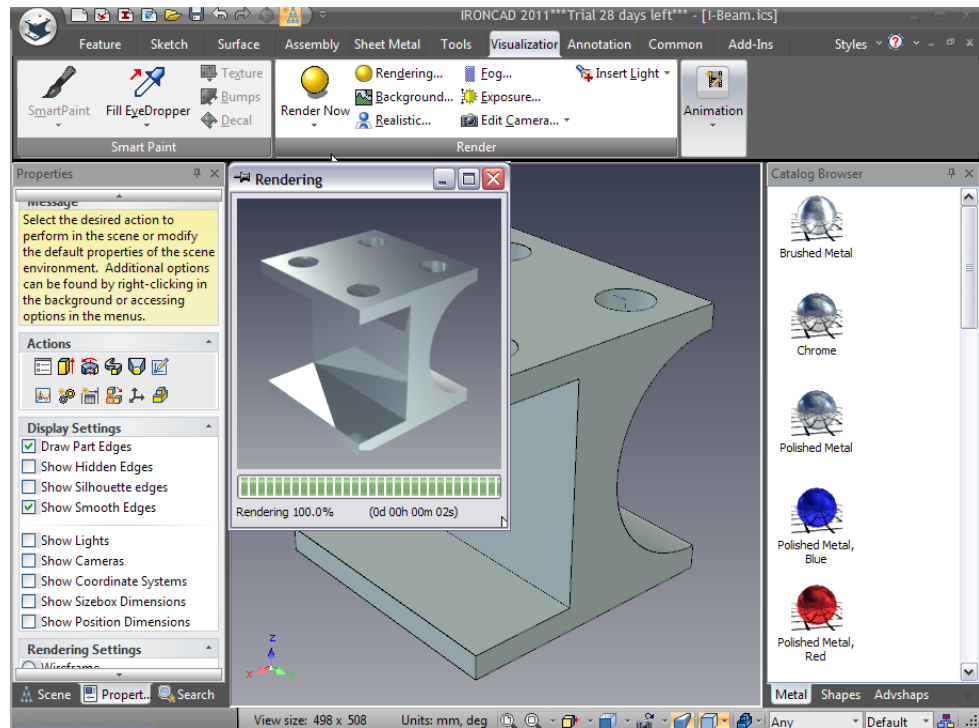 IRONCAD 2011***Trial 28 days left*** - [I-Beam.ics]
Feature Sketch Surface Assembly Sheet Metal Tools Visualization Annotation Common Add-Ins Styles
SmartPaint
Fill EyeDropper
Texture
Bumps
Decal
Smart Paint
Render Now
Rendering...
Background...
Realistic...
Fog...
Exposure...
Edit Camera...
Insert Light
Render
Animation
Properties
Message
Select the desired action to
perform in the scene or modify
the default properties of the scene
environment. Additional options
can be found by right-clicking in
the background or accessing
options in the menus.
Actions
Display Settings
Draw Part Edges
Show Hidden Edges
Show Silhouette edges
Show Smooth Edges
Show Lights
Show Cameras
Show Coordinate Systems
Show Sizebox Dimensions
Show Position Dimensions
Rendering Settings
Wireframe
Scene Propert... Search
Rendering
Rendering 100.0% (0d 00h 00m 02s)
Z
X
Catalog Browser
Brushed Metal
Chrome
Polished Metal
Polished Metal,
Blue
Polished Metal,
Red
Metal Shapes Advshaps
View size: 498 x 508 Units: mm, deg Any Default